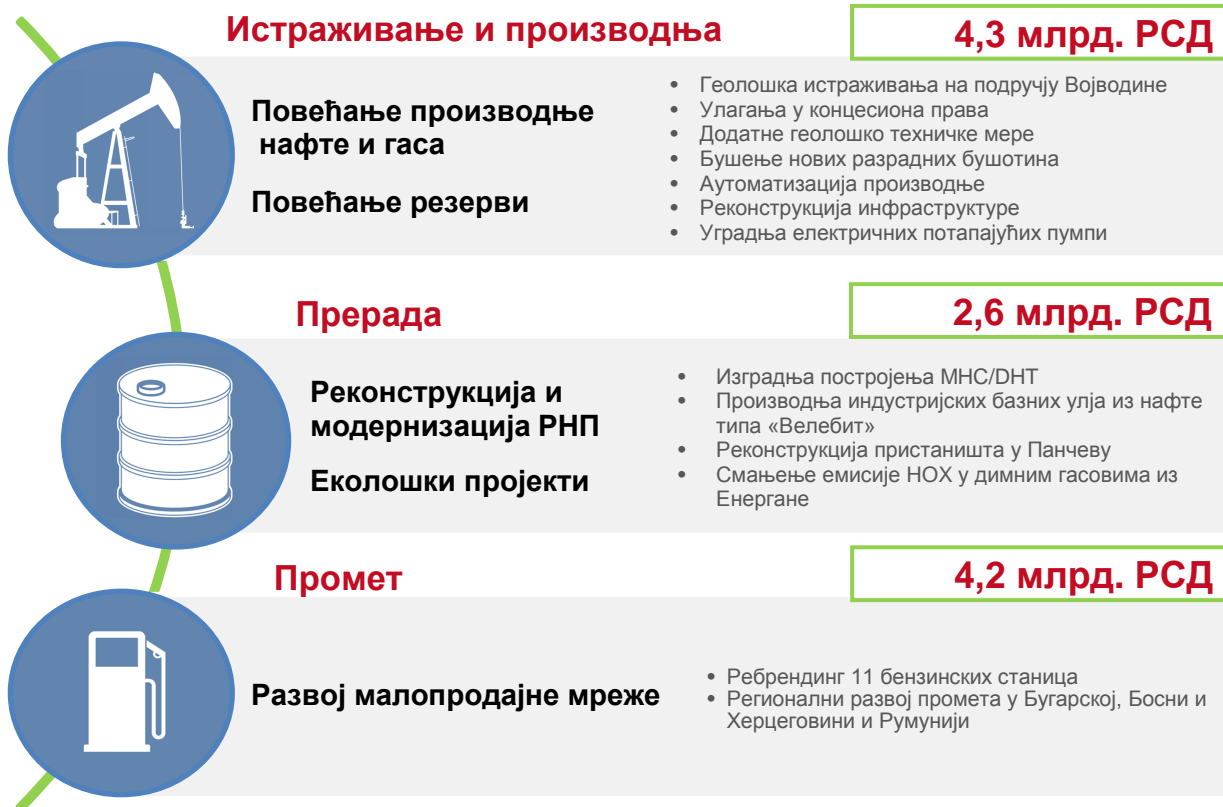 Истраживање и производња
4,3 млрд. РСД
Повећање производње
нафте и гаса
Повећање резерви
• Геолошка истраживања на подручју Војводине
• Улагања у концесиона права
• Додатне геолошко техничке мере
• Бушење нових разрадних бушотина
• Аутоматизација производње
• Реконструкција инфраструктуре
• Уградња електричних потапајућих пумпи
Прерада
2,6 млрд. РСД
Реконструкција и
модернизација РНП
Еколошки пројекти
• Изградња постројења MHC/DHT
• Производња индустријских базних улја из нафте
типа «Велебит»
• Реконструкција пристаништа у Панчеву
• Смањење емисије НОХ у димним гасовима из
Енергане
Промет
4,2 млрд. РСД
Развој малопродајне мреже
• Ребрендинг 11 бензинских станица
• Регионални развој промета у Бугарској, Босни и
Херцеговини и Румунији